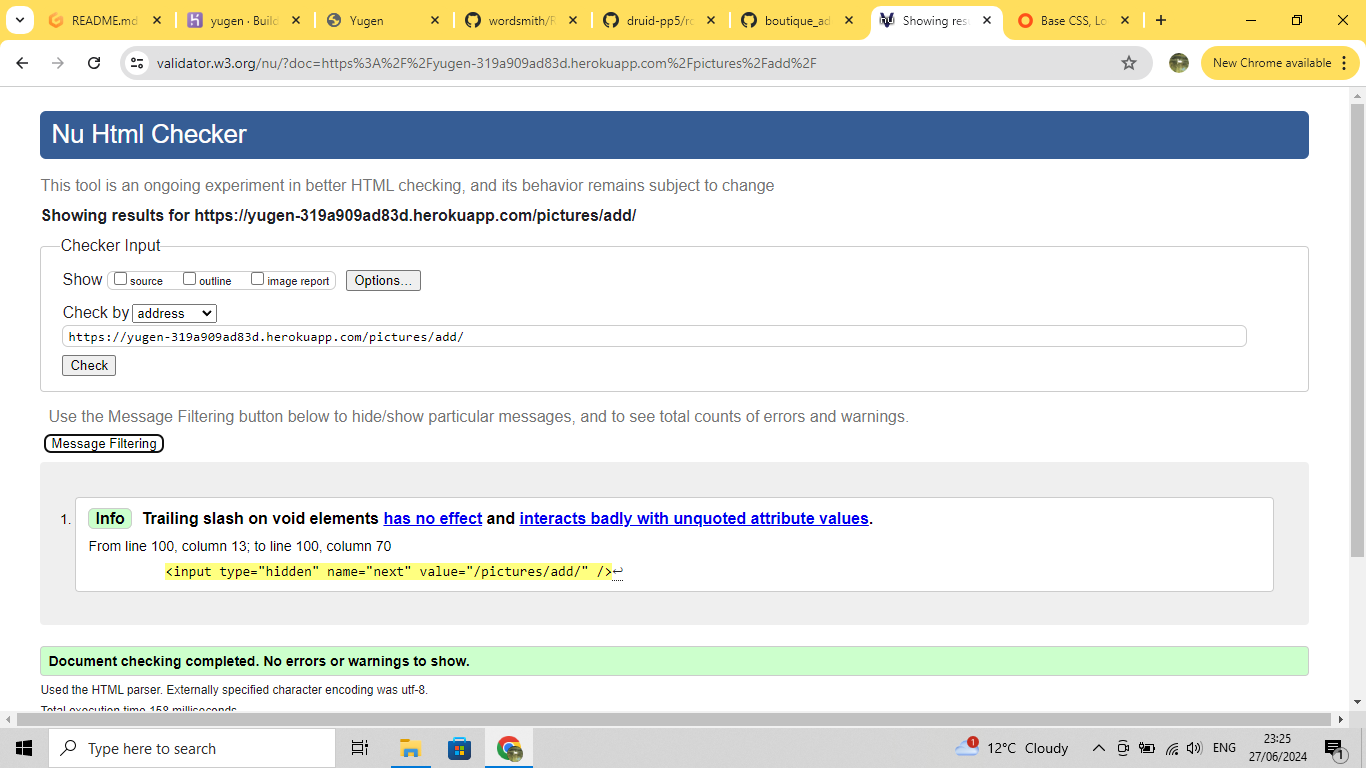 README.md
yugen · Build
Yugen
wordsmith/R
druid-pp5/re
boutique_ad
Showing resu
Base CSS, Lo
validator.w3.org/nu/?doc=https%3A%2F%2Fyugen-319a909ad83d.herokuapp.com%2Fpictures%2Fadd%2F
New Chrome available
Nu Html Checker
This tool is an ongoing experiment in better HTML checking, and its behavior remains subject to change
Showing results for https://yugen-319a909ad83d.herokuapp.com/pictures/add/
Checker Input
Show source outline image report Options...
Check by address
https://yugen-319a909ad83d.herokuapp.com/pictures/add/
Check
Use the Message Filtering button below to hide/show particular messages, and to see total counts of errors and warnings.
Message Filtering
1. Info Trailing slash on void elements has no effect and interacts badly with unquoted attribute values.
From line 100, column 13; to line 100, column 70
<input type="hidden" name="next" value="/pictures/add/" />↩
Document checking completed. No errors or warnings to show.
Used the HTML parser. Externally specified character encoding was utf-8.
Total execution time 158 milliseconds.
Type here to search
1
12°C Cloudy
ENG
23:25
27/06/2024
1